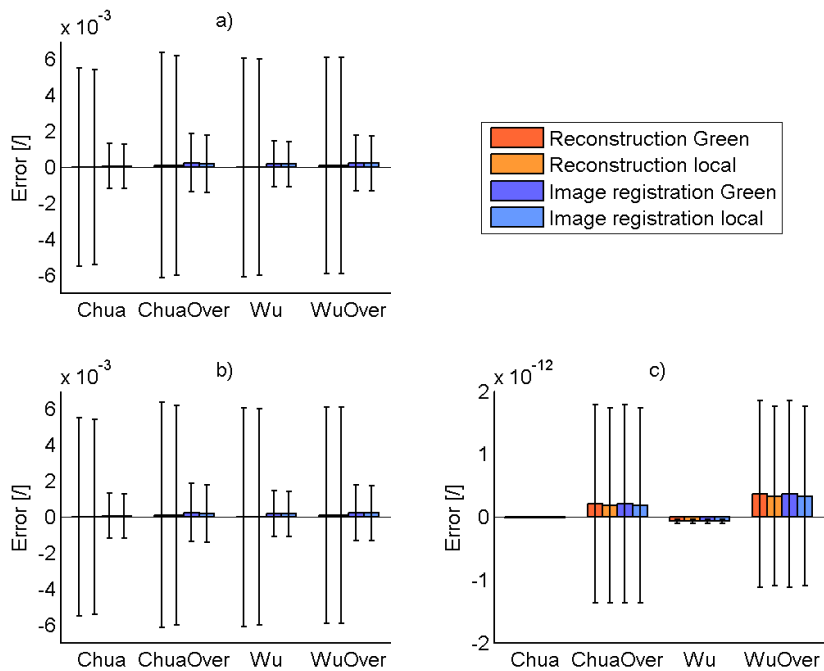 x 10^-3
a)
Error [/]
6
4
2
0
-2
-4
-6
Chua ChuaOver Wu WuOver
Reconstruction Green
Reconstruction local
Image registration Green
Image registration local
x 10^-3
b)
Error [/]
6
4
2
0
-2
-4
-6
Chua ChuaOver Wu WuOver
x 10^-12
c)
Error [/]
2
1
0
-1
-2
Chua ChuaOver Wu WuOver